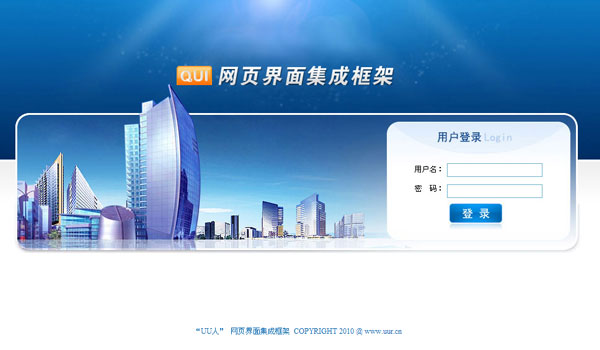 QUI 网页界面集成框架
用户登录 Login
用户名：
密 码：
登 录
“UU人” 网页界面集成框架 COPYRIGHT 2010 @ www.uur.cn